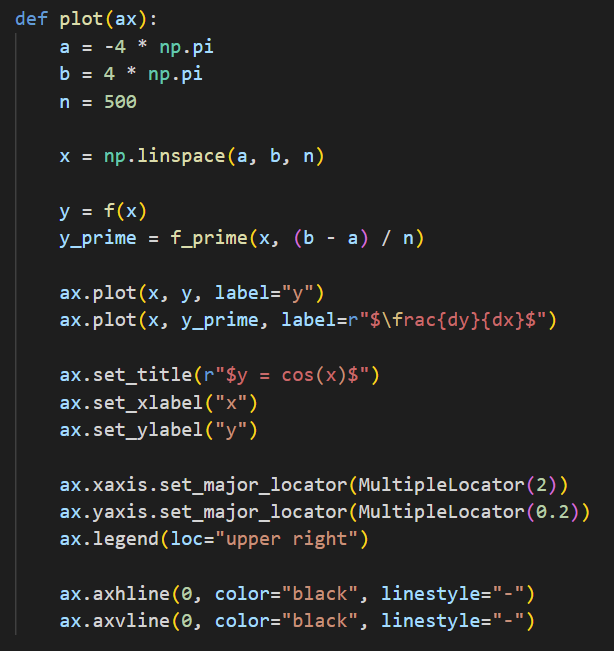 def plot(ax):
    a = -4 * np.pi
    b = 4 * np.pi
    n = 500

    x = np.linspace(a, b, n)

    y = f(x)
    y_prime = f_prime(x, (b - a) / n)

    ax.plot(x, y, label="y")
    ax.plot(x, y_prime, label=r"$\frac{dy}{dx}$")

    ax.set_title(r"$y = cos(x)$")
    ax.set_xlabel("x")
    ax.set_ylabel("y")

    ax.xaxis.set_major_locator(MultipleLocator(2))
    ax.yaxis.set_major_locator(MultipleLocator(0.2))
    ax.legend(loc="upper right")

    ax.axhline(0, color="black", linestyle="-")
    ax.axvline(0, color="black", linestyle="-")